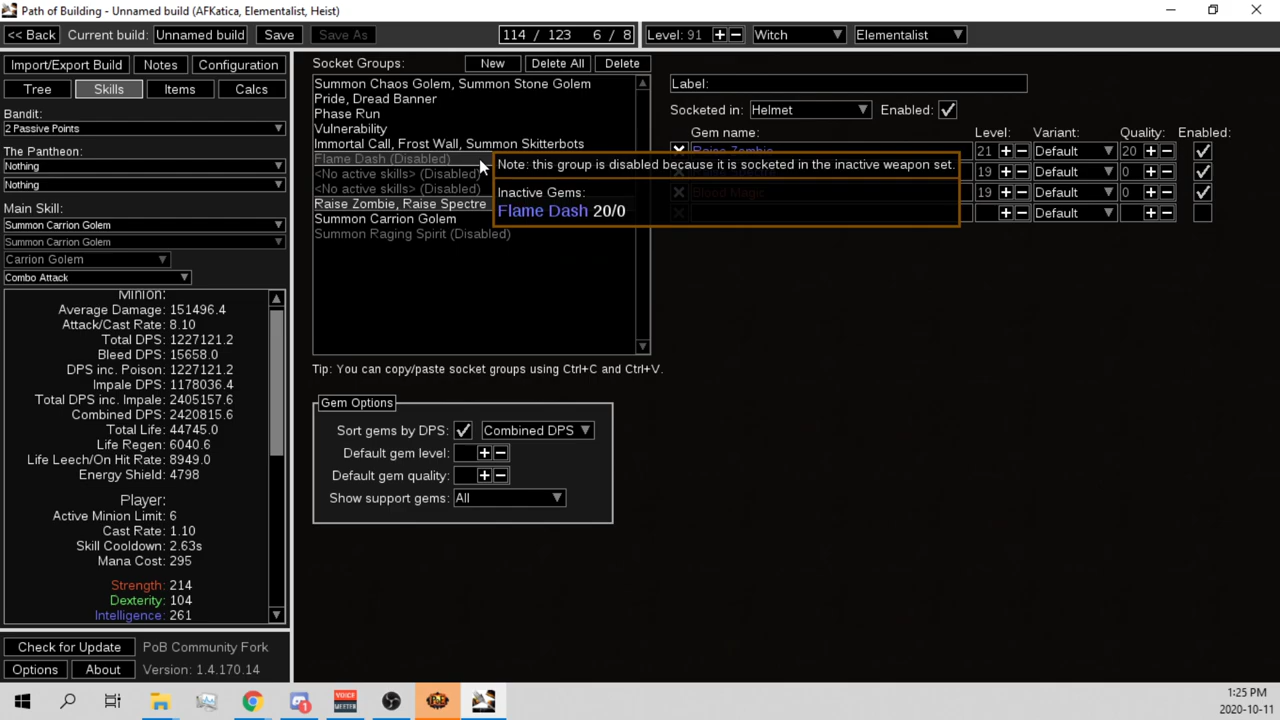 Path of Building - Unnamed build (AFKatica, Elementalist, Heist)
<< Back Current build: Unnamed build Save Save As 114 / 123 6 / 8 Level: 91 + - Witch Elementalist
Import/Export Build Notes Configuration
Tree Skills Items Calcs
Bandit:
2 Passive Points
The Pantheon:
Nothing
Nothing
Main Skill:
Summon Carrion Golem
Summon Carrion Golem
Carrion Golem
Combo Attack
Minion:
Average Damage: 151496.4
Attack/Cast Rate: 8.10
Total DPS: 1227121.2
Bleed DPS: 15658.0
DPS inc. Poison: 1227121.2
Impale DPS: 1178036.4
Total DPS inc. Impale: 2405157.6
Combined DPS: 2420815.6
Total Life: 44745.0
Life Regen: 6040.6
Life Leech/On Hit Rate: 8949.0
Energy Shield: 4798
Player:
Active Minion Limit: 6
Cast Rate: 1.10
Skill Cooldown: 2.63s
Mana Cost: 295
Strength: 214
Dexterity: 104
Intelligence: 261
Check for Update PoB Community Fork
Options About Version: 1.4.170.14
Socket Groups: New Delete All Delete
Summon Chaos Golem, Summon Stone Golem
Pride, Dread Banner
Phase Run
Vulnerability
Immortal Call, Frost Wall, Summon Skitterbots
Flame Dash (Disabled)
<No active skills> (Disabled)
<No active skills> (Disabled)
Raise Zombie, Raise Spectre
Summon Carrion Golem
Summon Raging Spirit (Disabled)
Tip: You can copy/paste socket groups using Ctrl+C and Ctrl+V.
Gem Options
Sort gems by DPS: Combined DPS
Default gem level: + -
Default gem quality: + -
Show support gems: All
Label:
Socketed in: Helmet Enabled:
Gem name: Level: Variant: Quality: Enabled:
Raise Zombie 21 + - Default 20 + -
19 + - Default 0 + -
Blood Magic 19 + - Default 0 + -
+ - Default + -
Note: this group is disabled because it is socketed in the inactive weapon set.
Inactive Gems:
Flame Dash 20/0
VOICE
MEETER
PoE
1
1:25 PM
2020-10-11